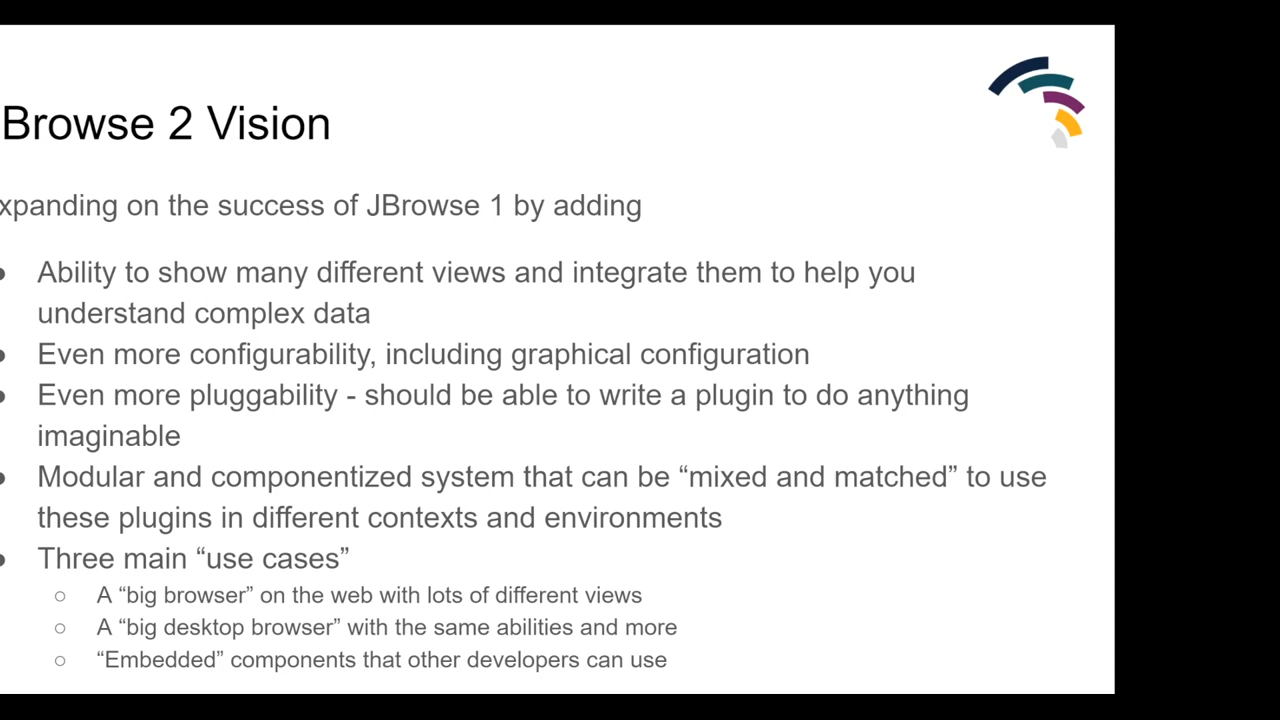 Browse 2 Vision
xpanding on the success of JBrowse 1 by adding
● Ability to show many different views and integrate them to help you
understand complex data
● Even more configurability, including graphical configuration
● Even more pluggability - should be able to write a plugin to do anything
imaginable
● Modular and componentized system that can be “mixed and matched” to use
these plugins in different contexts and environments
● Three main “use cases”
○ A “big browser” on the web with lots of different views
○ A “big desktop browser” with the same abilities and more
○ “Embedded” components that other developers can use